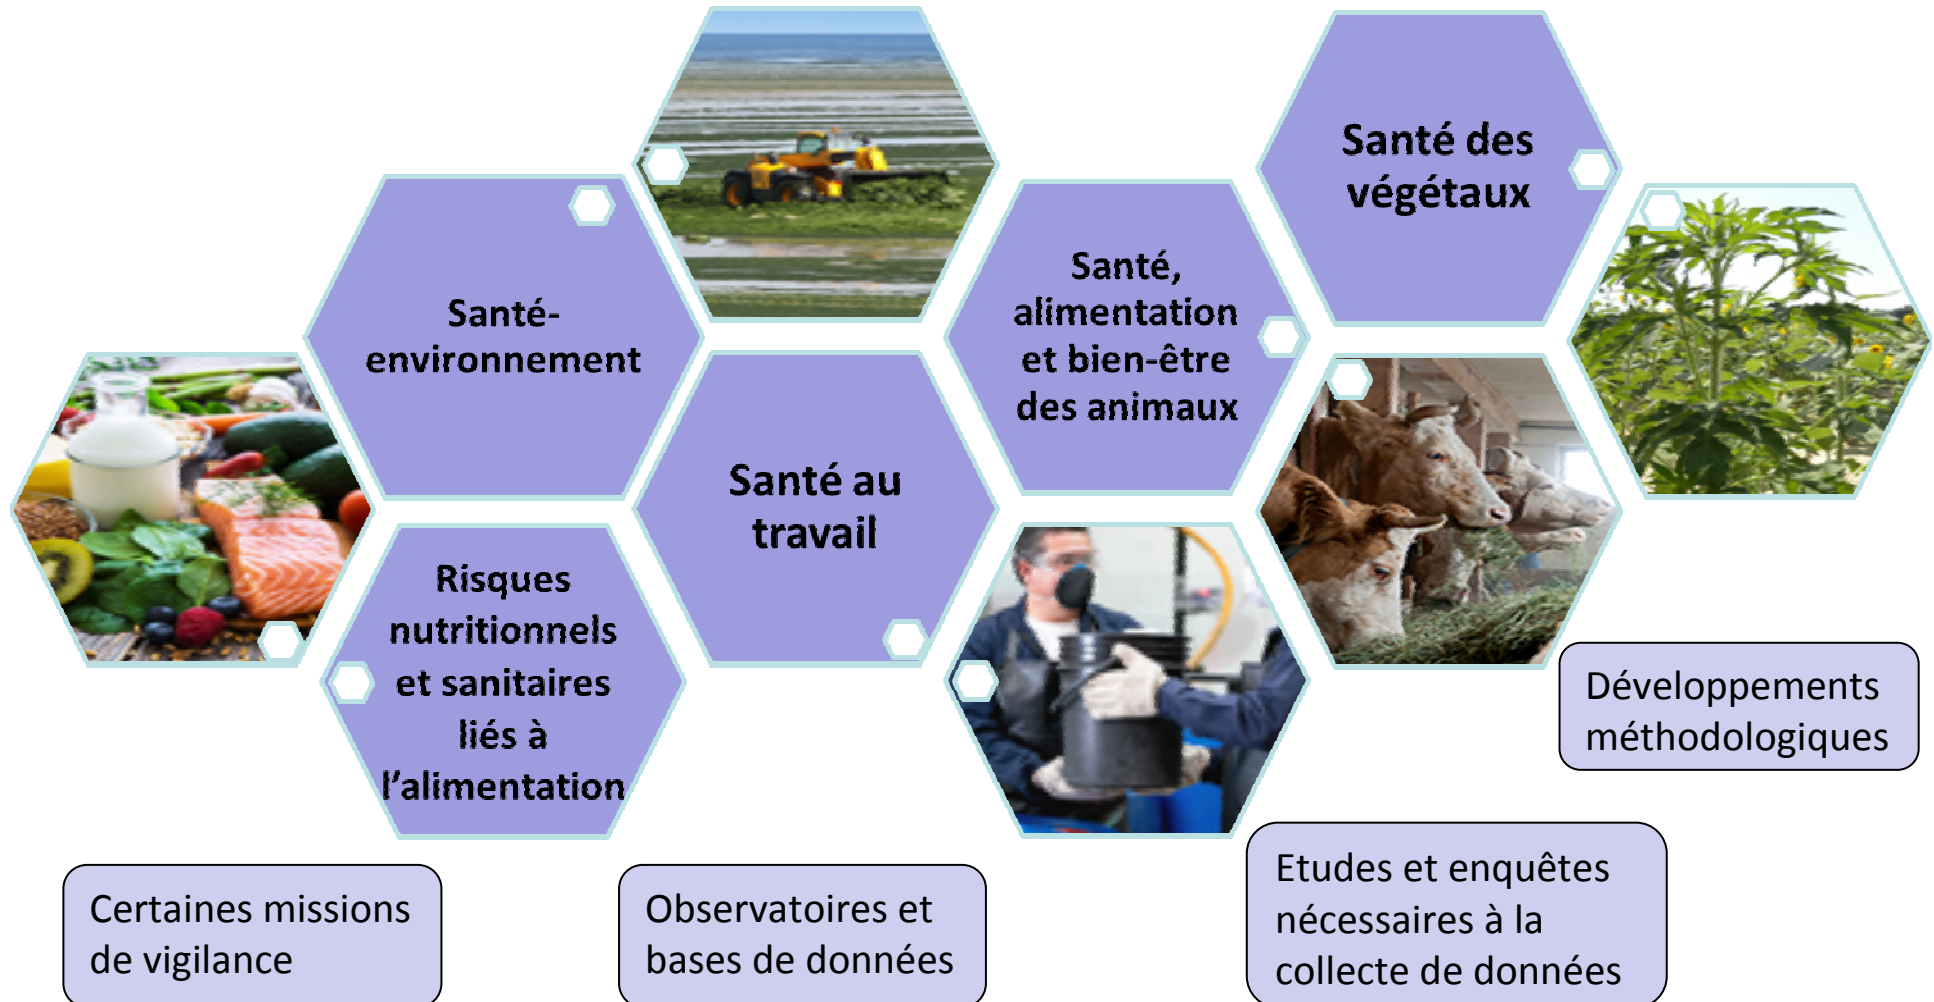 Santé des
végétaux
Santé,
alimentation
et bien-être
des animaux
Santé-
environnement
Santé au
travail
Risques
nutritionnels
et sanitaires
liés à
l’alimentation
Développements
méthodologiques
Certaines missions
de vigilance
Observatoires et
bases de données
Etudes et enquêtes
nécessaires à la
collecte de données